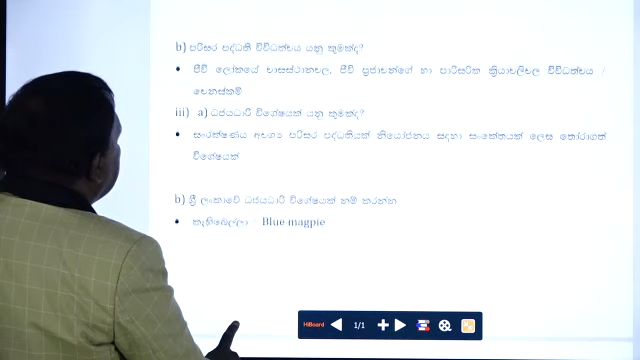 b) පරිසර පද්ධති විවිධත්වය යනු කුමක්ද?
• ජීවී ලෝකයේ වාසස්ථානවල, ජීවී ප්‍රජාවන්ගේ හා පාරිසරික ක්‍රියාවලිවල විවිධත්වය /
වෙනස්කම්
iii) a) ධජයධාරී විශේෂයක් යනු කුමක්ද?
• සංරක්ෂණය අවශ්‍ය පරිසර පද්ධතියක් නියෝජනය සඳහා සංකේතයක් ලෙස තෝරාගත්
විශේෂයක්
b) ශ්‍රී ලංකාවේ ධජයධාරී විශේෂයක් නම් කරන්න
• කැහිබෙල්ලා / Blue magpie
HiBoard 1/1